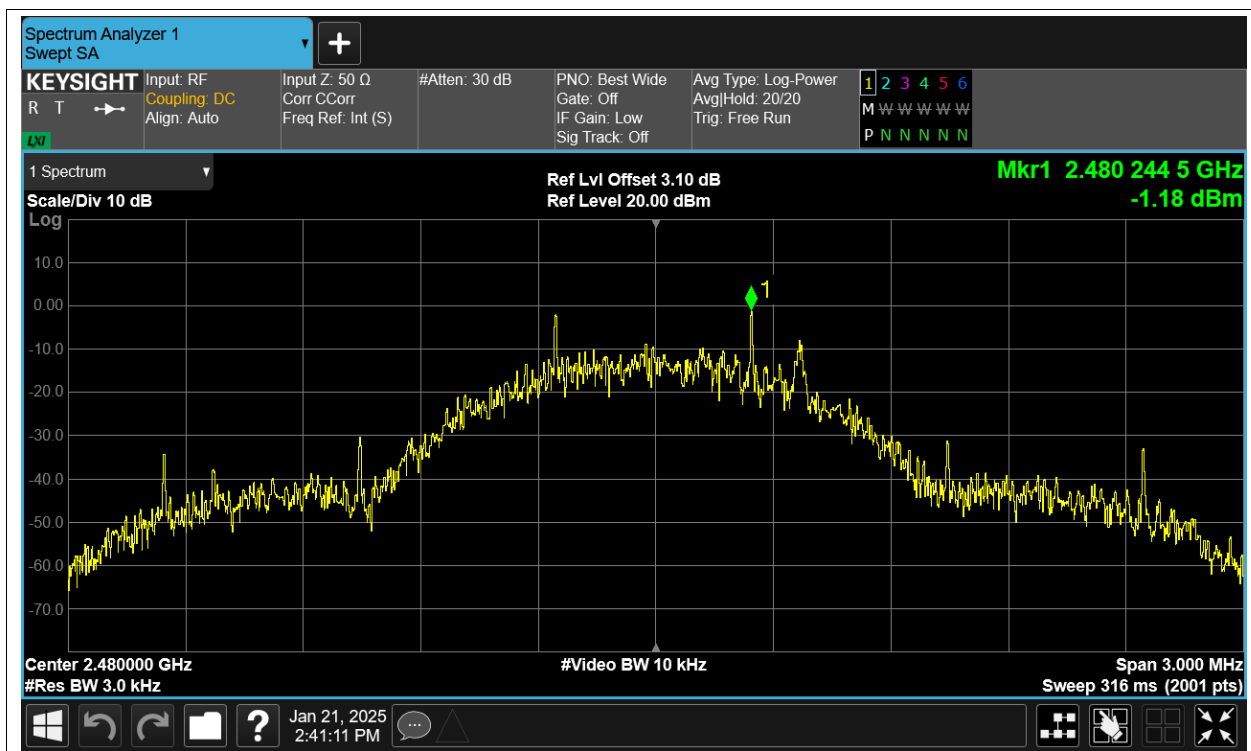 Spectrum Analyzer 1
Swept SA
KEYSIGHT
R T
LXI
Input: RF
Coupling: DC
Align: Auto
Input Z: 50 Ω
Corr CCorr
Freq Ref: Int (S)
#Atten: 30 dB
PNO: Best Wide
Gate: Off
IF Gain: Low
Sig Track: Off
Avg Type: Log-Power
Avg|Hold: 20/20
Trig: Free Run
1 2 3 4 5 6
M W W W W W
P N N N N N
1 Spectrum
Scale/Div 10 dB
Log
Ref Lvl Offset 3.10 dB
Ref Level 20.00 dBm
Mkr1 2.480 244 5 GHz
-1.18 dBm
10.0
0.00
-10.0
-20.0
-30.0
-40.0
-50.0
-60.0
-70.0
1
Center 2.480000 GHz
#Res BW 3.0 kHz
#Video BW 10 kHz
Span 3.000 MHz
Sweep 316 ms (2001 pts)
?
Jan 21, 2025
2:41:11 PM